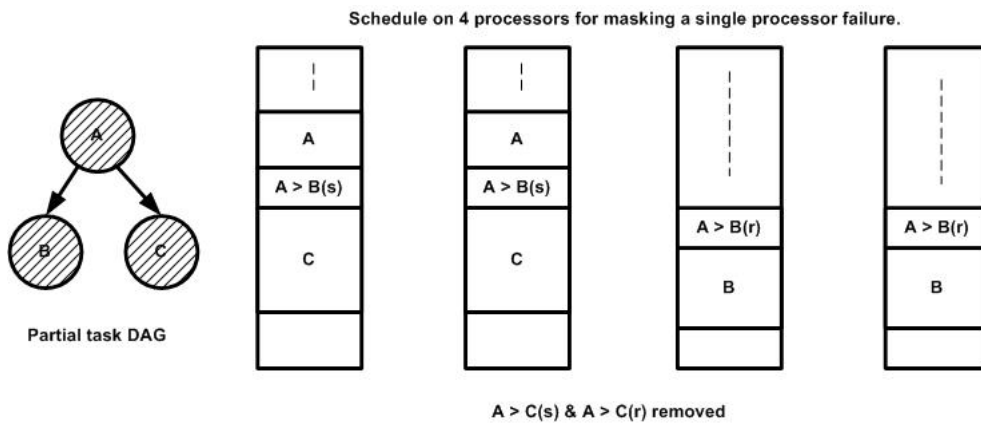 Schedule on 4 processors for masking a single processor failure.
A
B
C
Partial task DAG
A
A > B(s)
C
A
A > B(s)
C
A > B(r)
B
A > B(r)
B
A > C(s) & A > C(r) removed